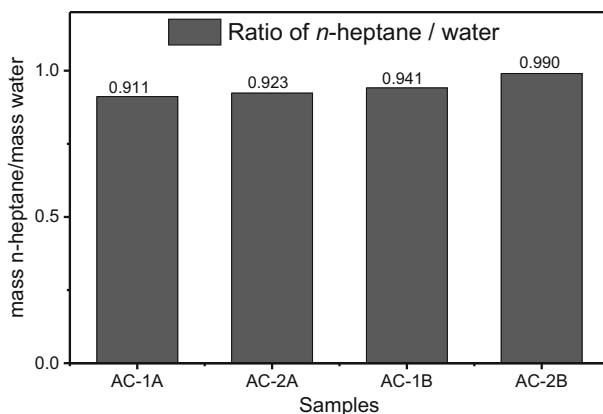 Ratio of n-heptane / water
1.0
0.911
0.923
0.941
0.990
mass n-heptane/mass water
0.5
0.0
AC-1A
AC-2A
AC-1B
AC-2B
Samples